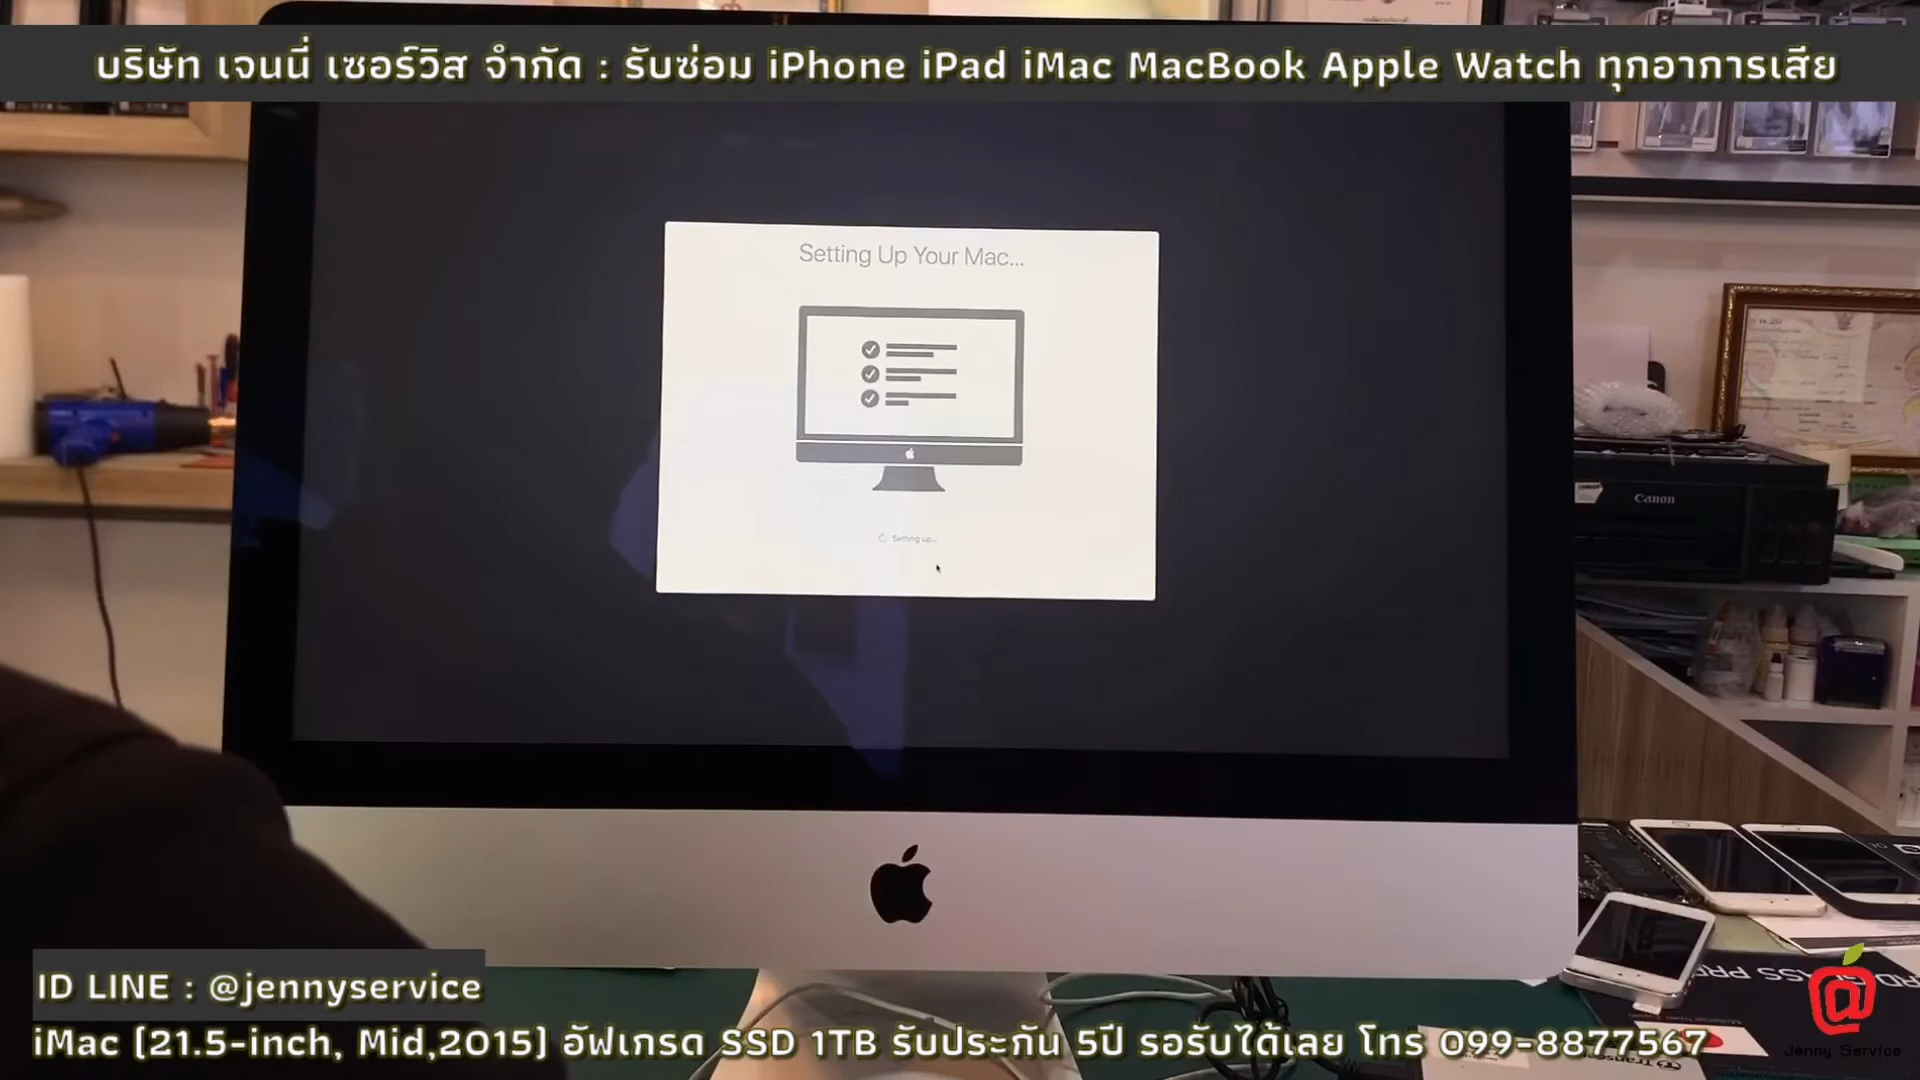 บริษัท เจนนี่ เซอร์วิส จำกัด : รับซ่อม iPhone iPad iMac MacBook Apple Watch ทุกอาการเสีย
Setting Up Your Mac...
Setting up...
Canon
ID LINE : @jennyservice
iMac (21.5-inch, Mid,2015) อัฟเกรด SSD 1TB รับประกัน 5ปี รอรับได้เลย โทร 099-8877567
Jenny Service
Transcend